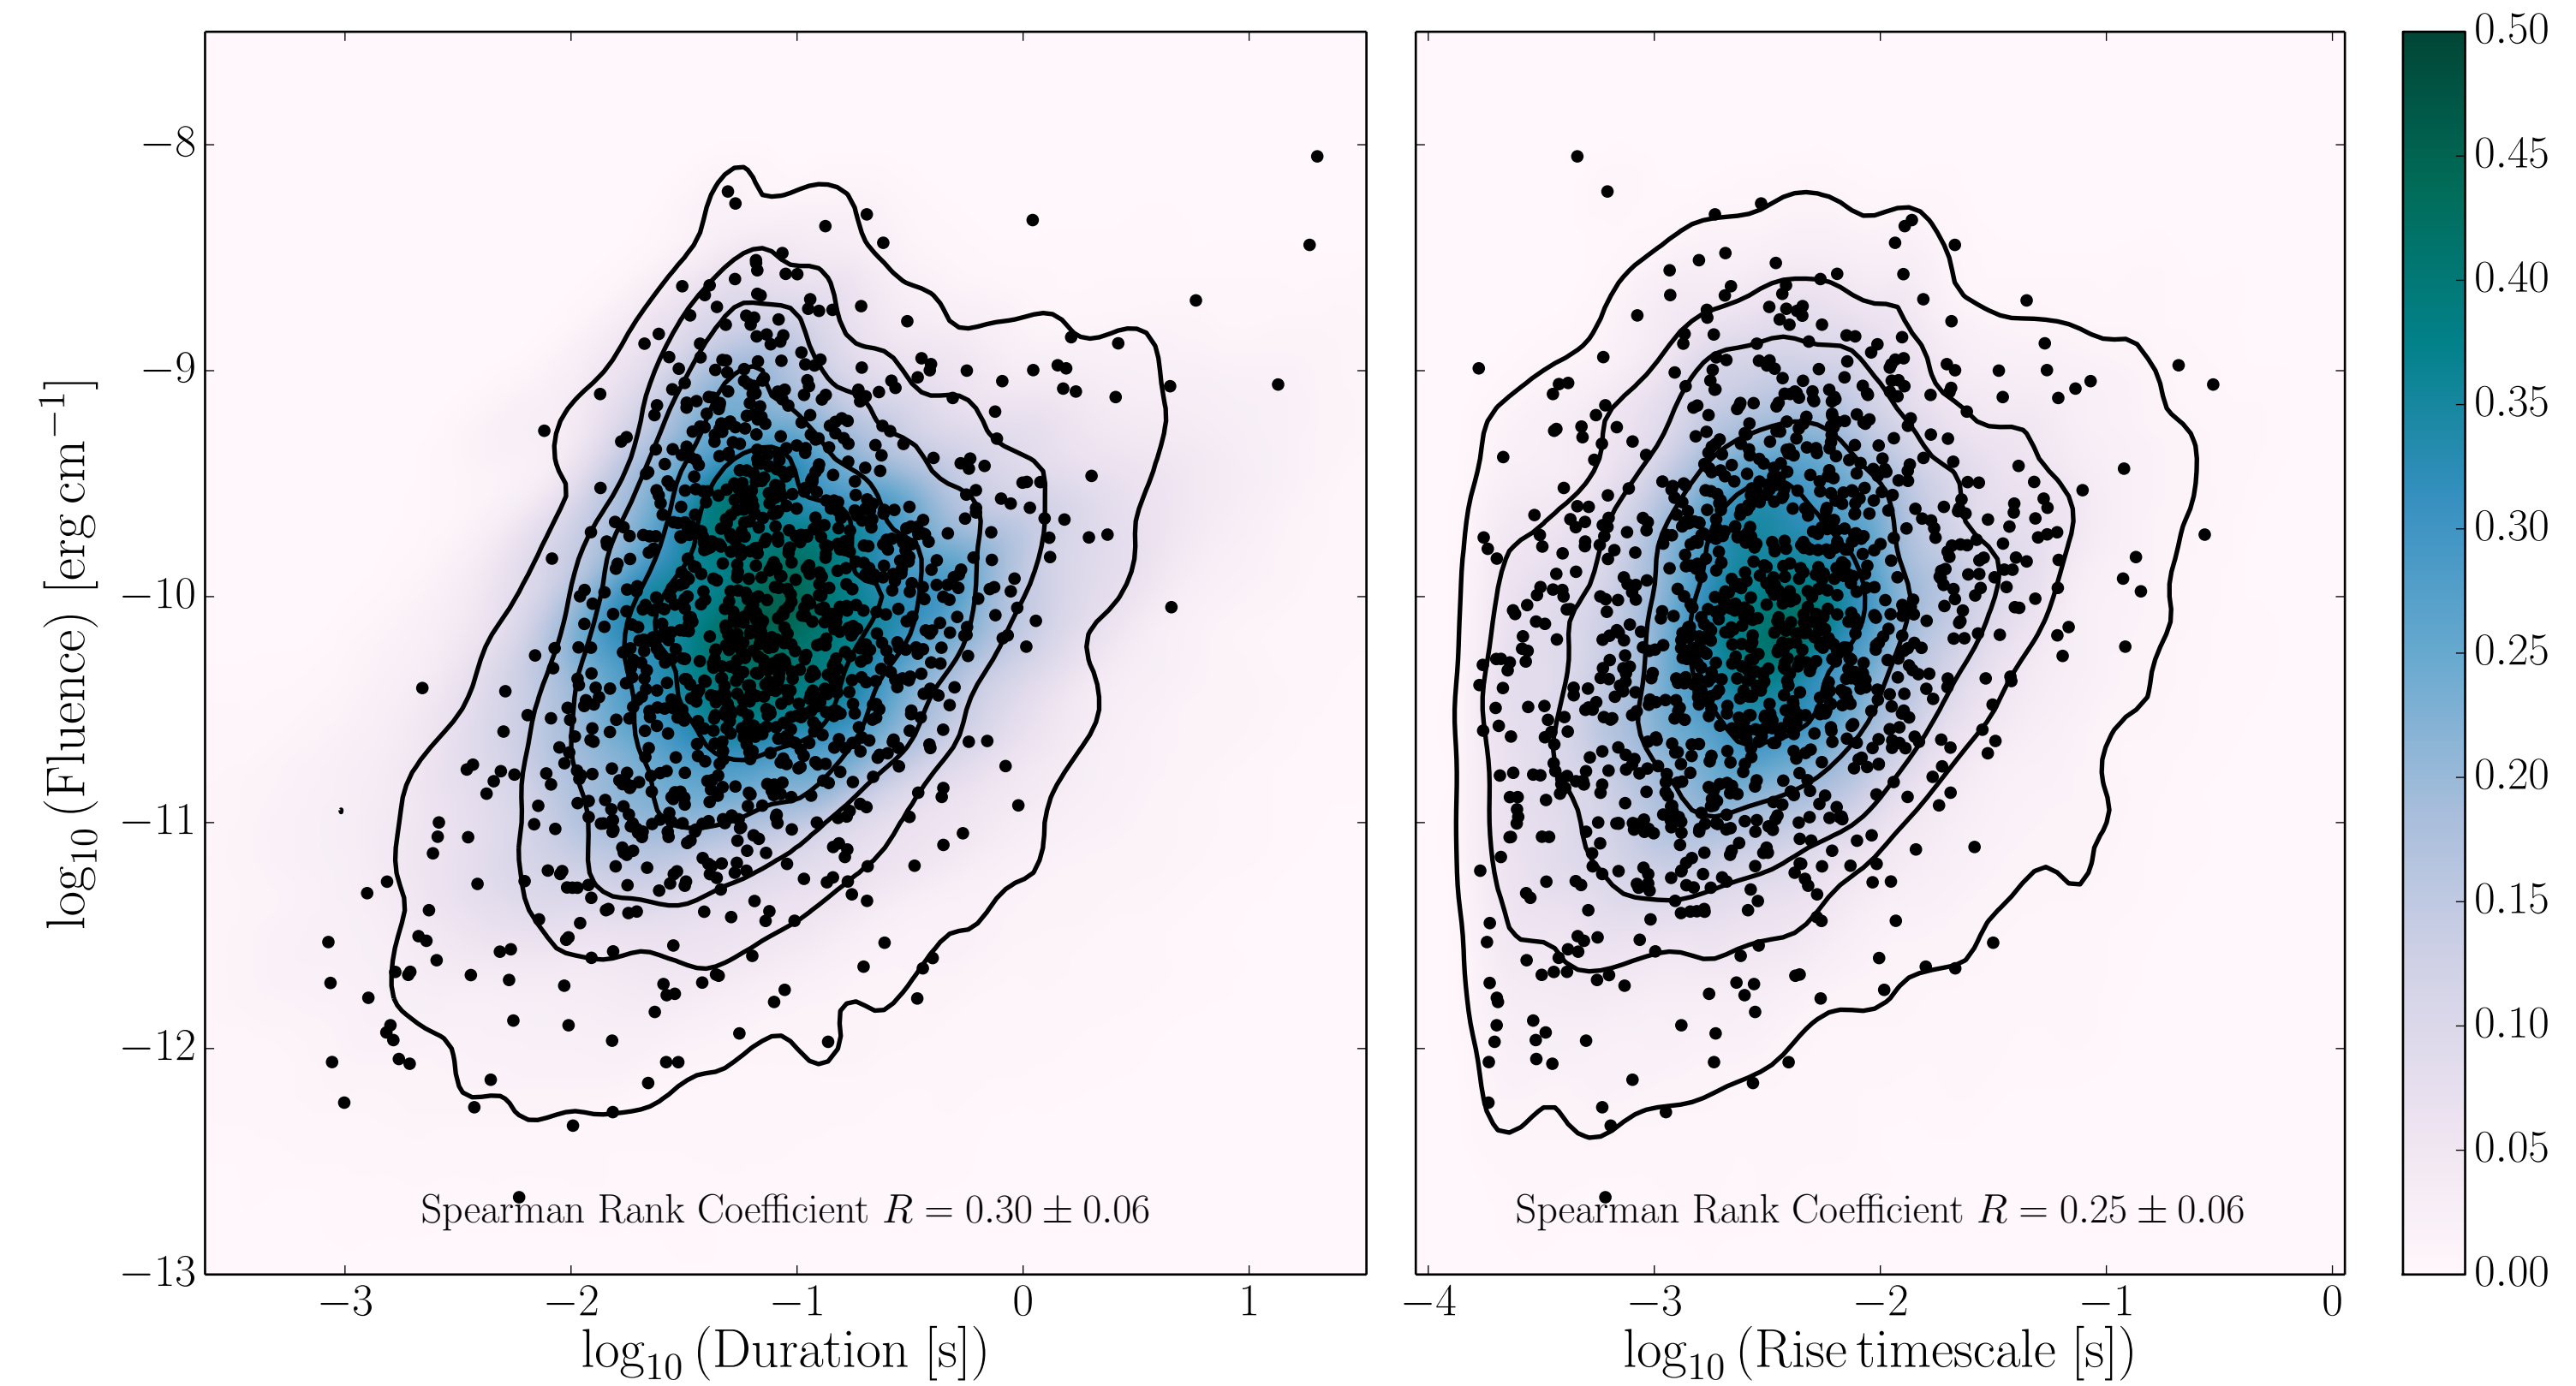 log₁₀ (Fluence) [erg cm⁻¹]
−8
−9
−10
−11
−12
−13
Spearman Rank Coefficient R = 0.30 ± 0.06
−3 −2 −1 0 1
log₁₀ (Duration [s])
Spearman Rank Coefficient R = 0.25 ± 0.06
−4 −3 −2 −1 0
log₁₀ (Rise timescale [s])
0.50
0.45
0.40
0.35
0.30
0.25
0.20
0.15
0.10
0.05
0.00